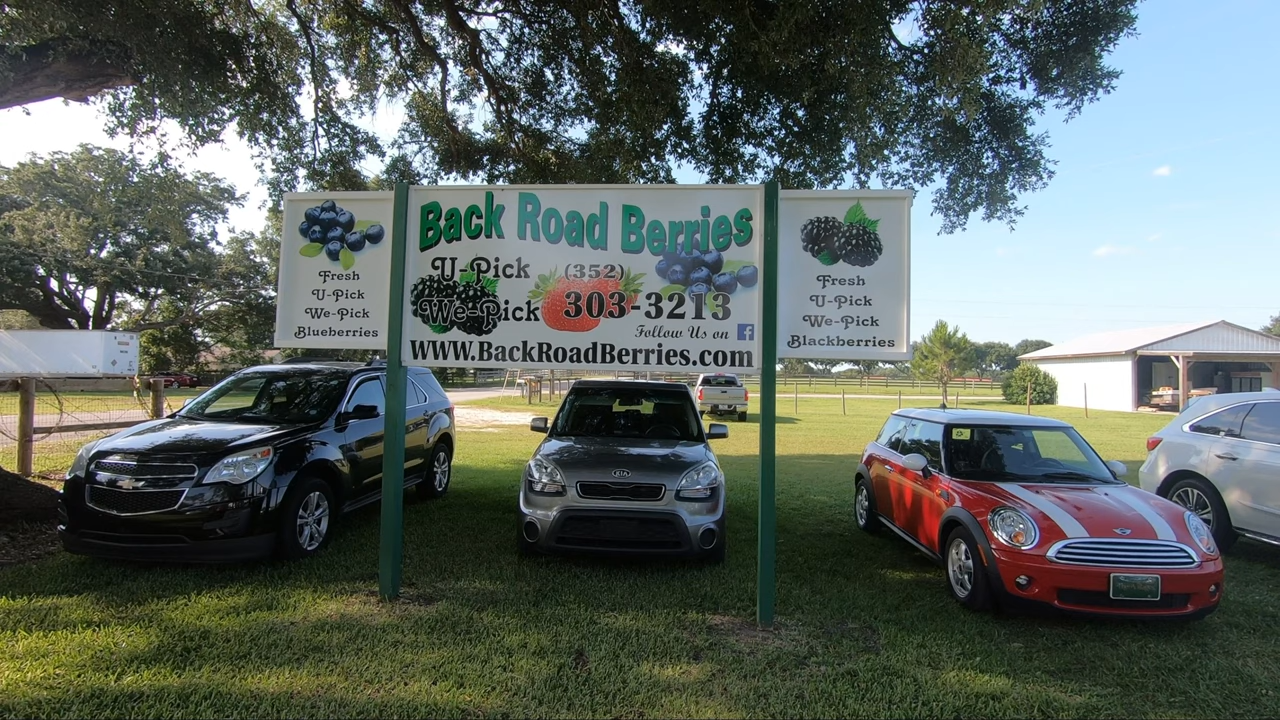 Fresh
U-Pick
We-Pick
Blueberries
Back Road Berries
U-Pick (352)
We-Pick 303-3213
Follow Us on f
WWW.BackRoadBerries.com
Fresh
U-Pick
We-Pick
Blackberries
KIA